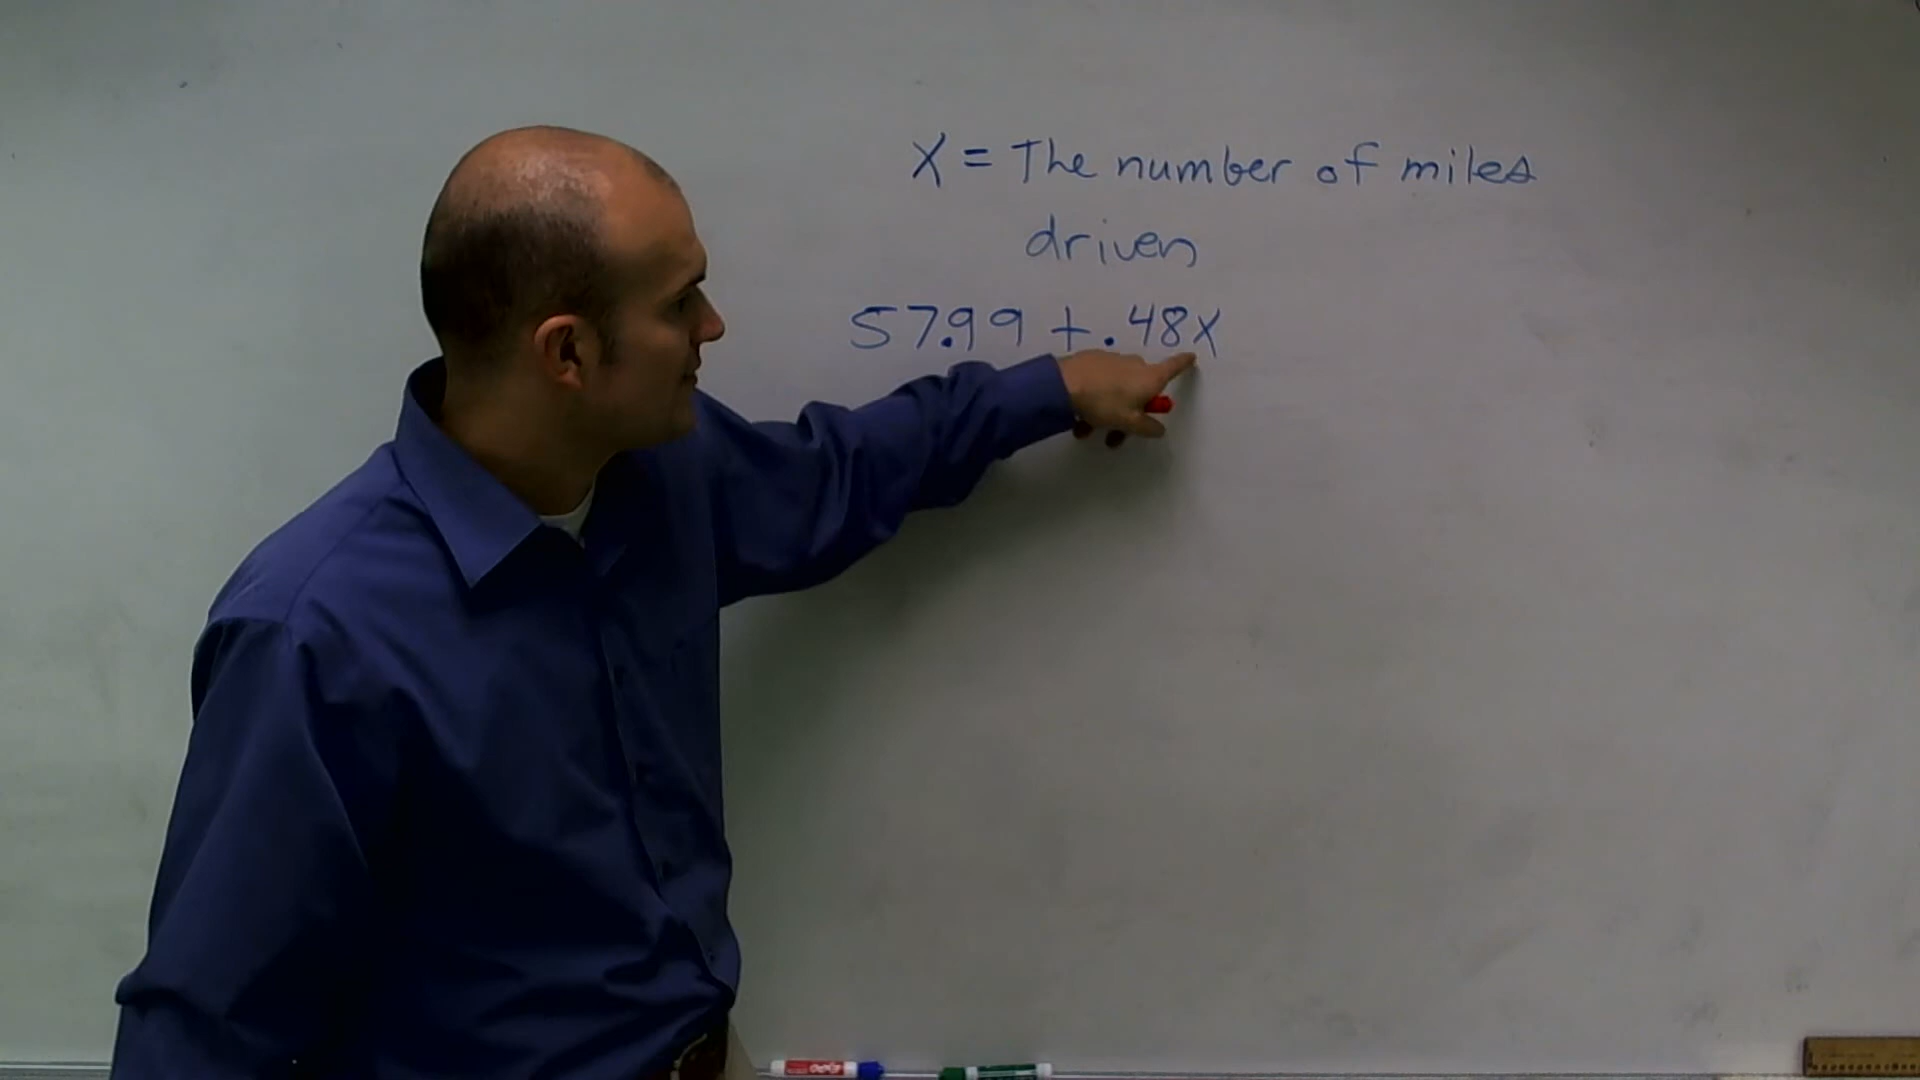 X = The number of miles
driven
57.99 + .48x